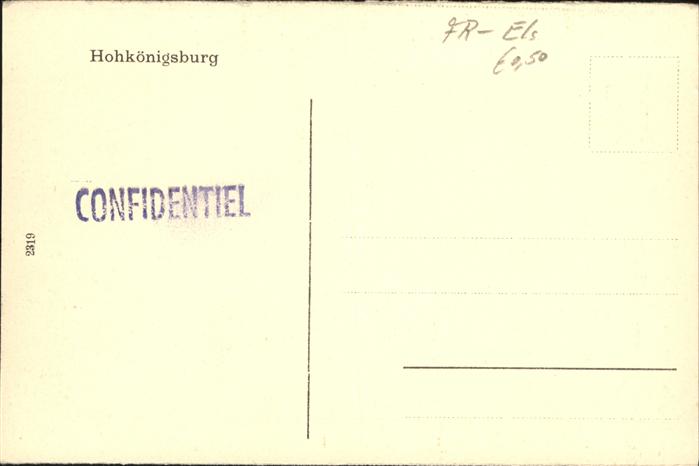 FR- Els
€0,50
Hohkönigsburg
CONFIDENTIEL
2319